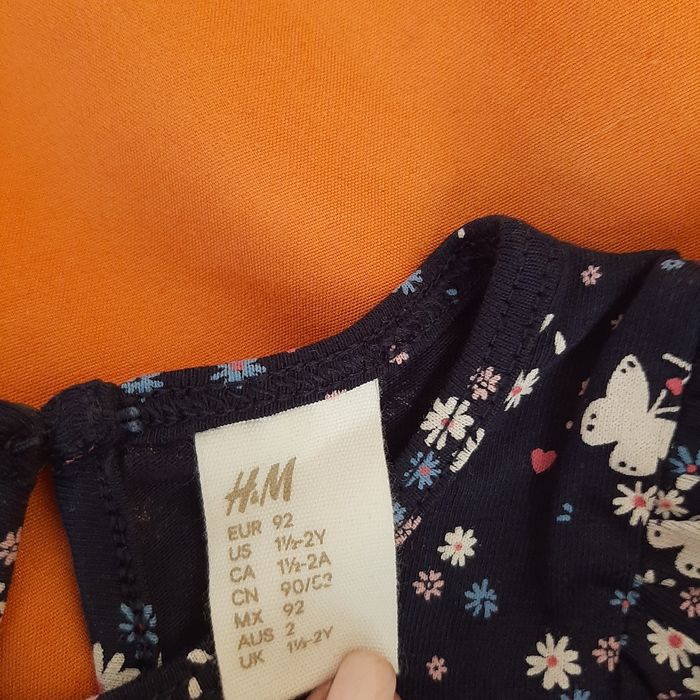 H&M
EUR 92
US 1½-2Y
CA 1½-2A
CN 90/52
MX 92
AUS 2
UK 1½-2Y